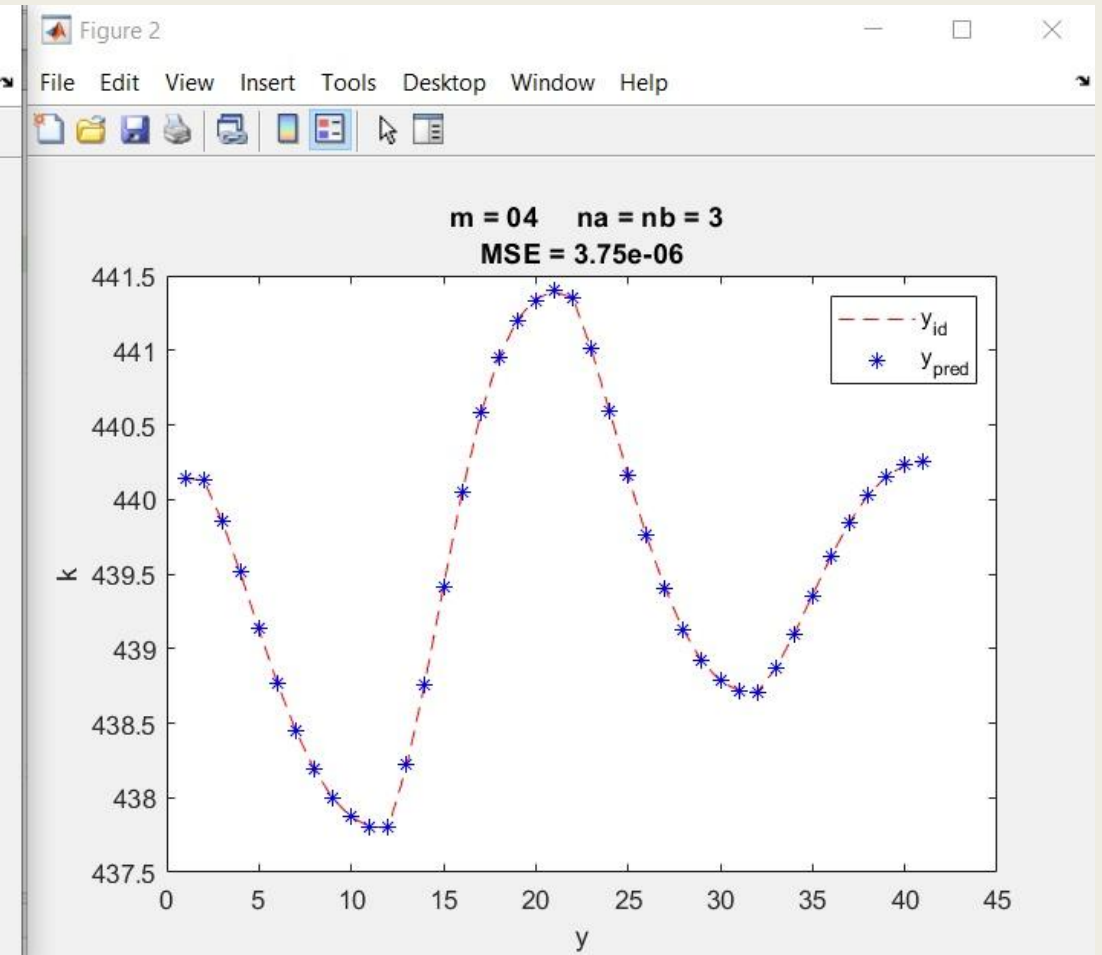 Figure 2
File Edit View Insert Tools Desktop Window Help
m = 04 na = nb = 3
MSE = 3.75e-06
441.5
441
440.5
440
439.5
439
438.5
438
437.5
k
y_id
y_pred
0 5 10 15 20 25 30 35 40 45
y